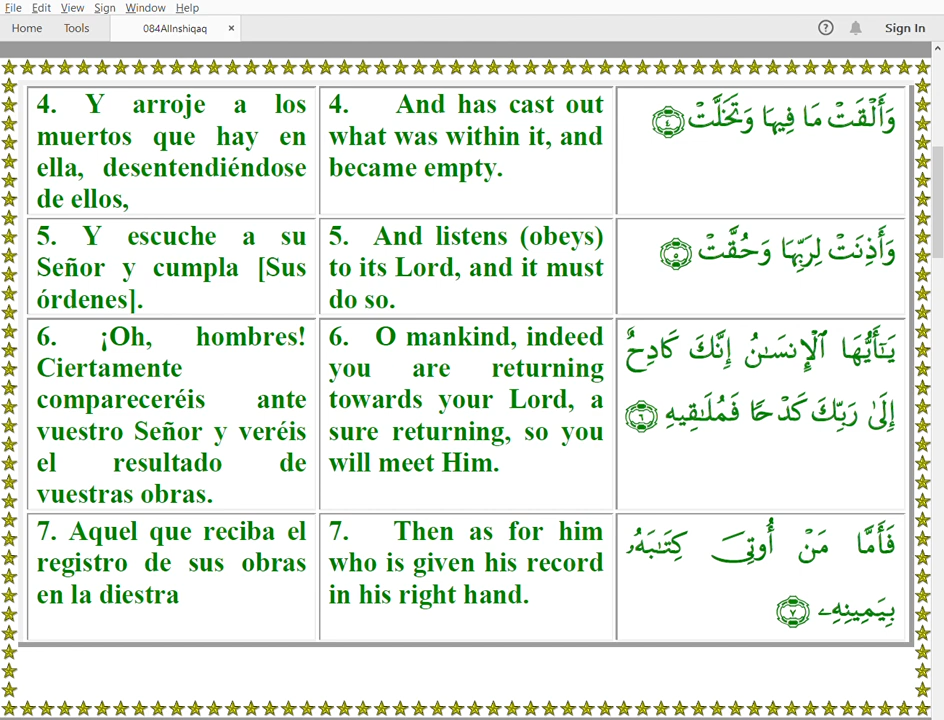 File Edit View Sign Window Help
Home Tools 084AlInshiqaq × Sign In
4. Y arroje a los
muertos que hay en
ella, desentendiéndose
de ellos,
4. And has cast out
what was within it, and
became empty.
وَأَلْقَتْ مَا فِيهَا وَتَخَلَّتْ ٤
5. Y escuche a su
Señor y cumpla [Sus
órdenes].
5. And listens (obeys)
to its Lord, and it must
do so.
وَأَذِنَتْ لِرَبِّهَا وَحُقَّتْ ٥
6. ¡Oh, hombres!
Ciertamente
compareceréis ante
vuestro Señor y veréis
el resultado de
vuestras obras.
6. O mankind, indeed
you are returning
towards your Lord, a
sure returning, so you
will meet Him.
يَٰٓأَيُّهَا ٱلْإِنسَٰنُ إِنَّكَ كَادِحٌ
إِلَىٰ رَبِّكَ كَدْحًا فَمُلَٰقِيهِ ٦
7. Aquel que reciba el
registro de sus obras
en la diestra
7. Then as for him
who is given his record
in his right hand.
فَأَمَّا مَنْ أُوتِىَ كِتَٰبَهُۥ
بِيَمِينِهِۦ ٧